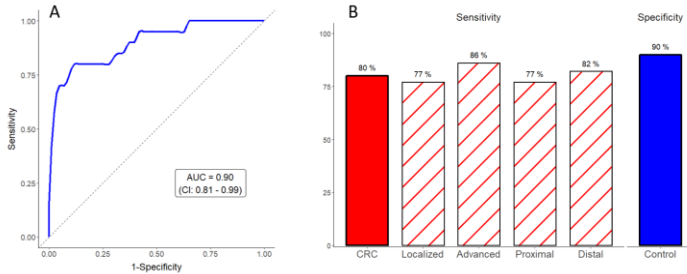 A
1.00
0.75
0.50
0.25
0.00
Sensitivity
AUC = 0.90
(CI: 0.81 - 0.99)
0.00 0.25 0.50 0.75 1.00
1-Specificity
B
Sensitivity Specificity
100
75
50
25
0
80 % 77 % 86 % 77 % 82 % 90 %
CRC Localized Advanced Proximal Distal Control